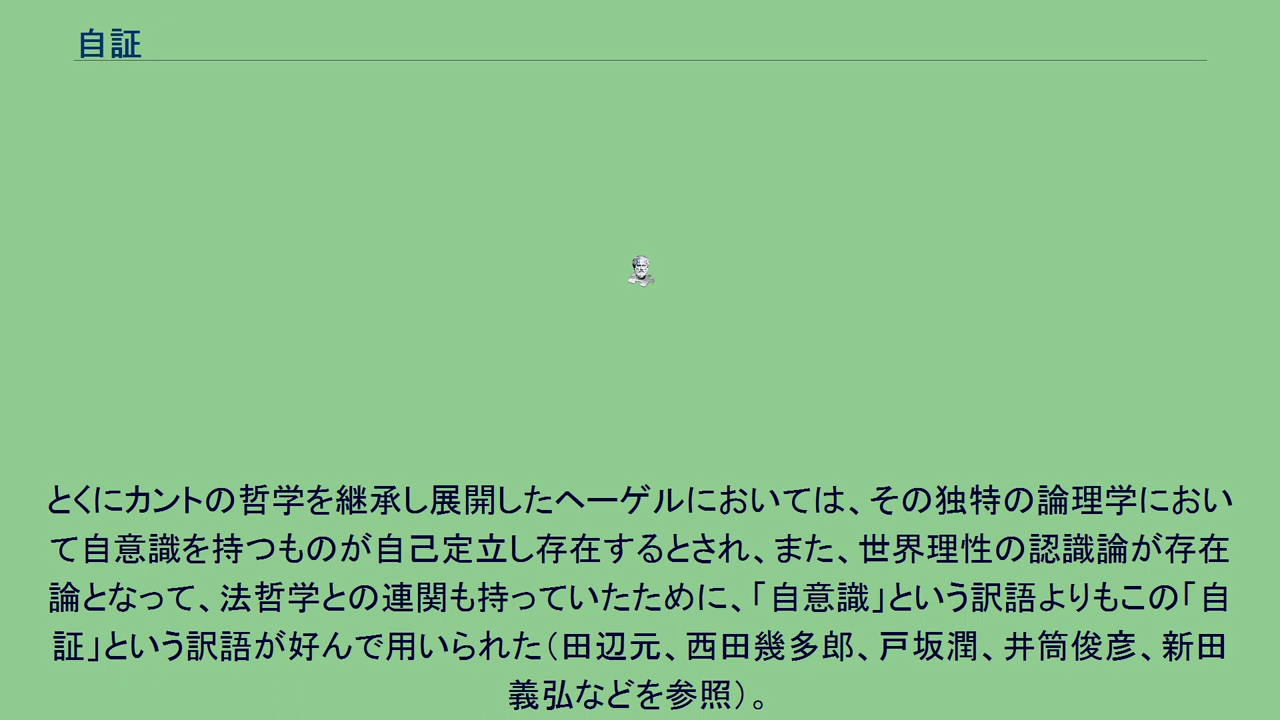 自証
とくにカントの哲学を継承し展開したヘーゲルにおいては、その独特の論理学におい
て自意識を持つものが自己定立し存在するとされ、また、世界理性の認識論が存在
論となって、法哲学との連関も持っていたために、「自意識」という訳語よりもこの「自
証」という訳語が好んで用いられた（田辺元、西田幾多郎、戸坂潤、井筒俊彦、新田
義弘などを参照）。